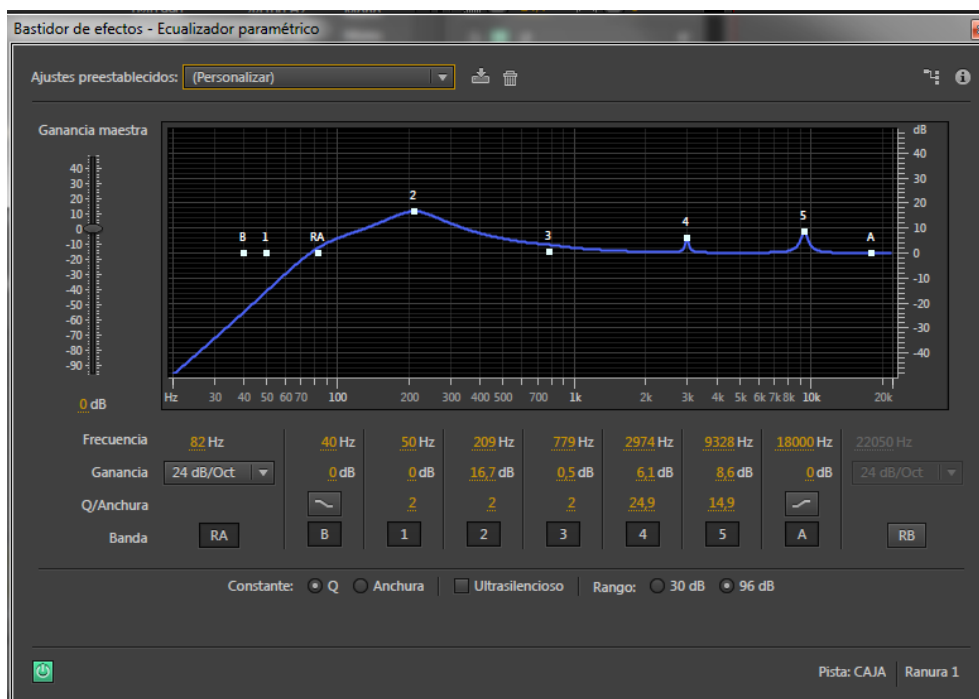 Bastidor de efectos - Ecualizador paramétrico
Ajustes preestablecidos: (Personalizar)
Ganancia maestra
dB
40
30
20
10
0
-10
-20
-30
-40
-50
-60
-70
-80
-90
0 dB
B 1 RA 2 3 4 5 A
40
30
20
10
0
-10
-20
-30
-40
Hz 30 40 50 60 70 100 200 300 400 500 700 1k 2k 3k 4k 5k 6k 7k 8k 10k 20k
Frecuencia 82 Hz 40 Hz 50 Hz 209 Hz 779 Hz 2974 Hz 9328 Hz 18000 Hz 22050 Hz
Ganancia 24 dB/Oct 0 dB 0 dB 16,7 dB 0,5 dB 6,1 dB 8,6 dB 0 dB 24 dB/Oct
Q/Anchura 2 2 2 24,9 14,9
Banda RA B 1 2 3 4 5 A RB
Constante: Q Anchura Ultrasilencioso Rango: 30 dB 96 dB
Pista: CAJA Ranura 1